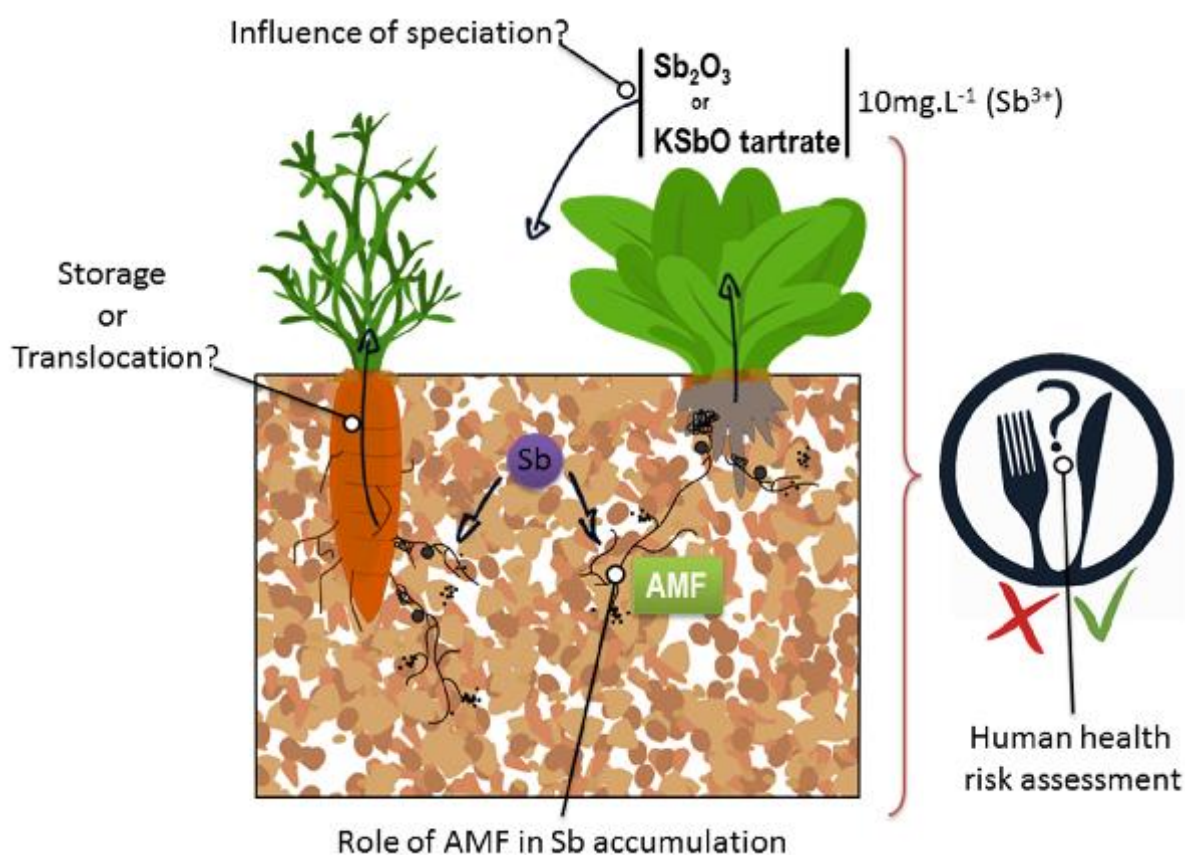 Influence of speciation?
Sb₂O₃
or
KSbO tartrate
10mg.L⁻¹ (Sb³⁺)
Storage
or
Translocation?
Sb
AMF
?
Human health
risk assessment
Role of AMF in Sb accumulation